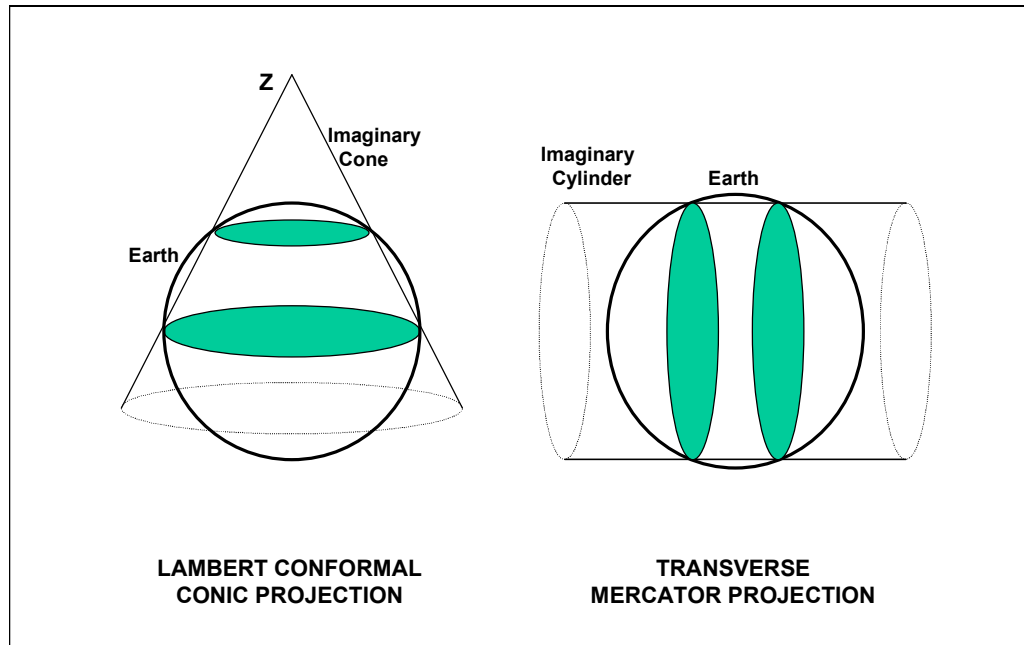 Z
Imaginary
Cone
Earth
LAMBERT CONFORMAL
CONIC PROJECTION
Imaginary
Cylinder
Earth
TRANSVERSE
MERCATOR PROJECTION